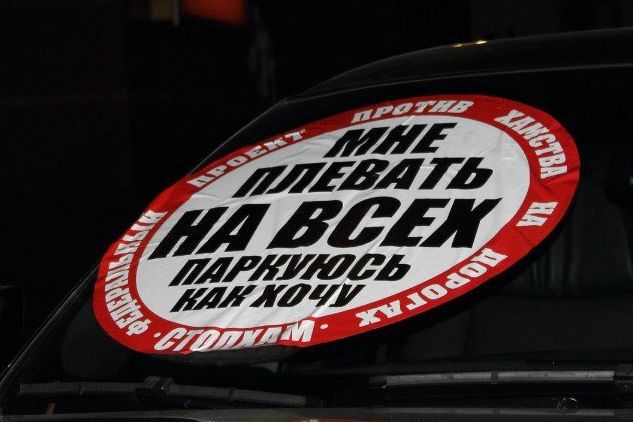 МНЕ
ПЛЕВАТЬ
НА ВСЕХ
ПАРКУЮСЬ
КАК ХОЧУ
ФЕДЕРАЛЬНЫЙ ПРОЕКТ ПРОТИВ ХАМСТВА НА ДОРОГАХ
· СТОПХАМ ·